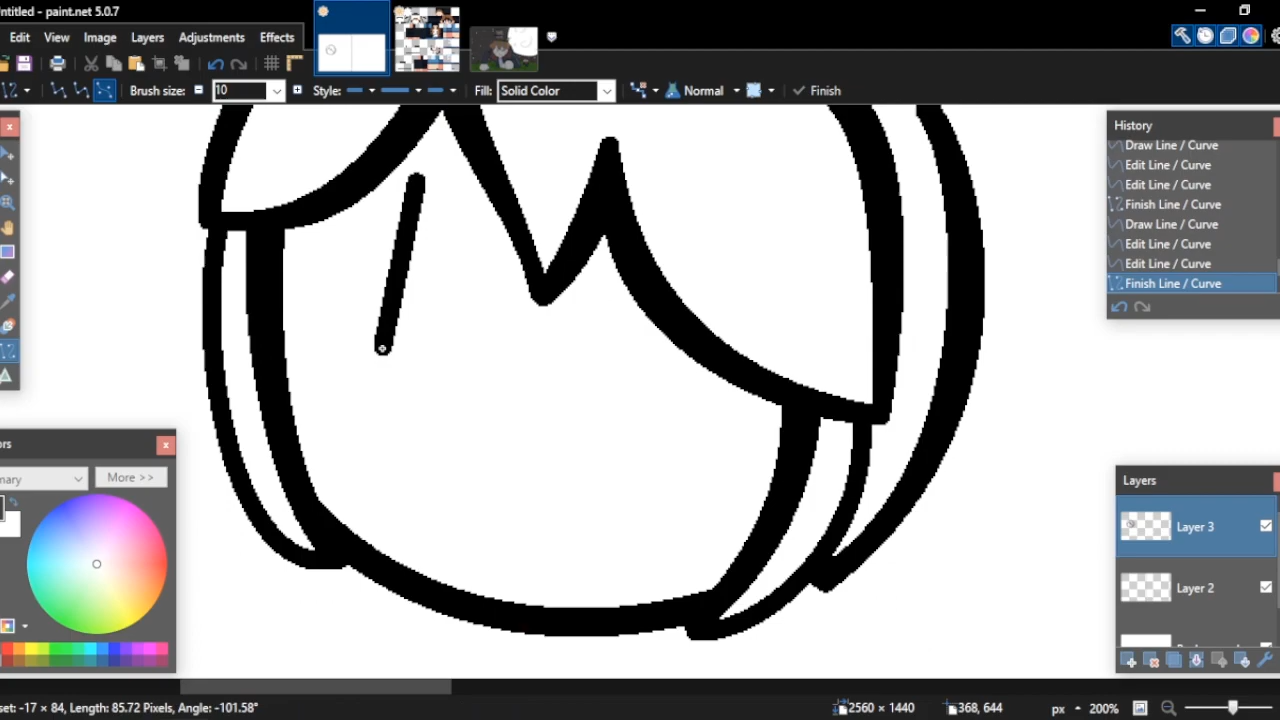 ntitled - paint.net 5.0.7
Edit View Image Layers Adjustments Effects
Brush size: 10 Style: Fill: Solid Color Normal Finish
History
Draw Line / Curve
Edit Line / Curve
Edit Line / Curve
Finish Line / Curve
Draw Line / Curve
Edit Line / Curve
Edit Line / Curve
Finish Line / Curve
ors
mary More >>
Layers
Layer 3
Layer 2
set: -17 × 84, Length: 85.72 Pixels, Angle: -101.58° 2560 × 1440 368, 644 px 200%